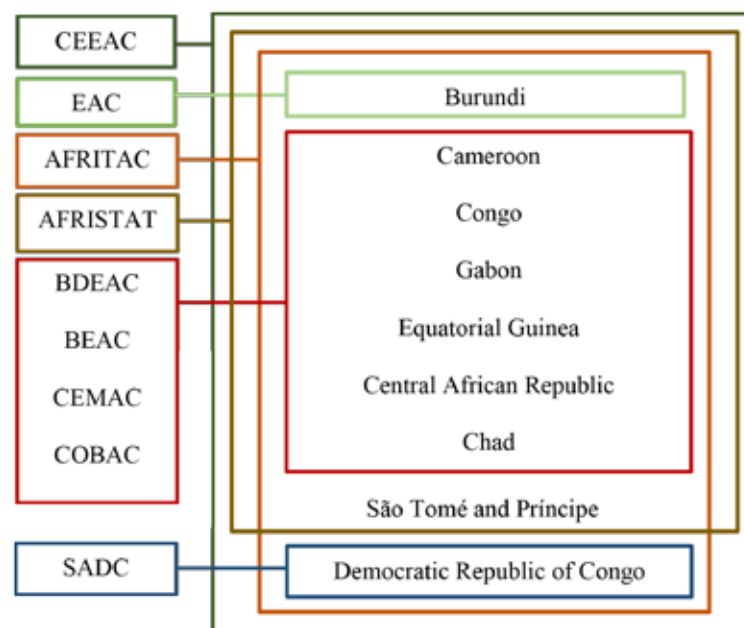 CEEAC
EAC
AFRITAC
AFRISTAT
BDEAC
BEAC
CEMAC
COBAC
SADC
Burundi
Cameroon
Congo
Gabon
Equatorial Guinea
Central African Republic
Chad
São Tomé and Príncipe
Democratic Republic of Congo